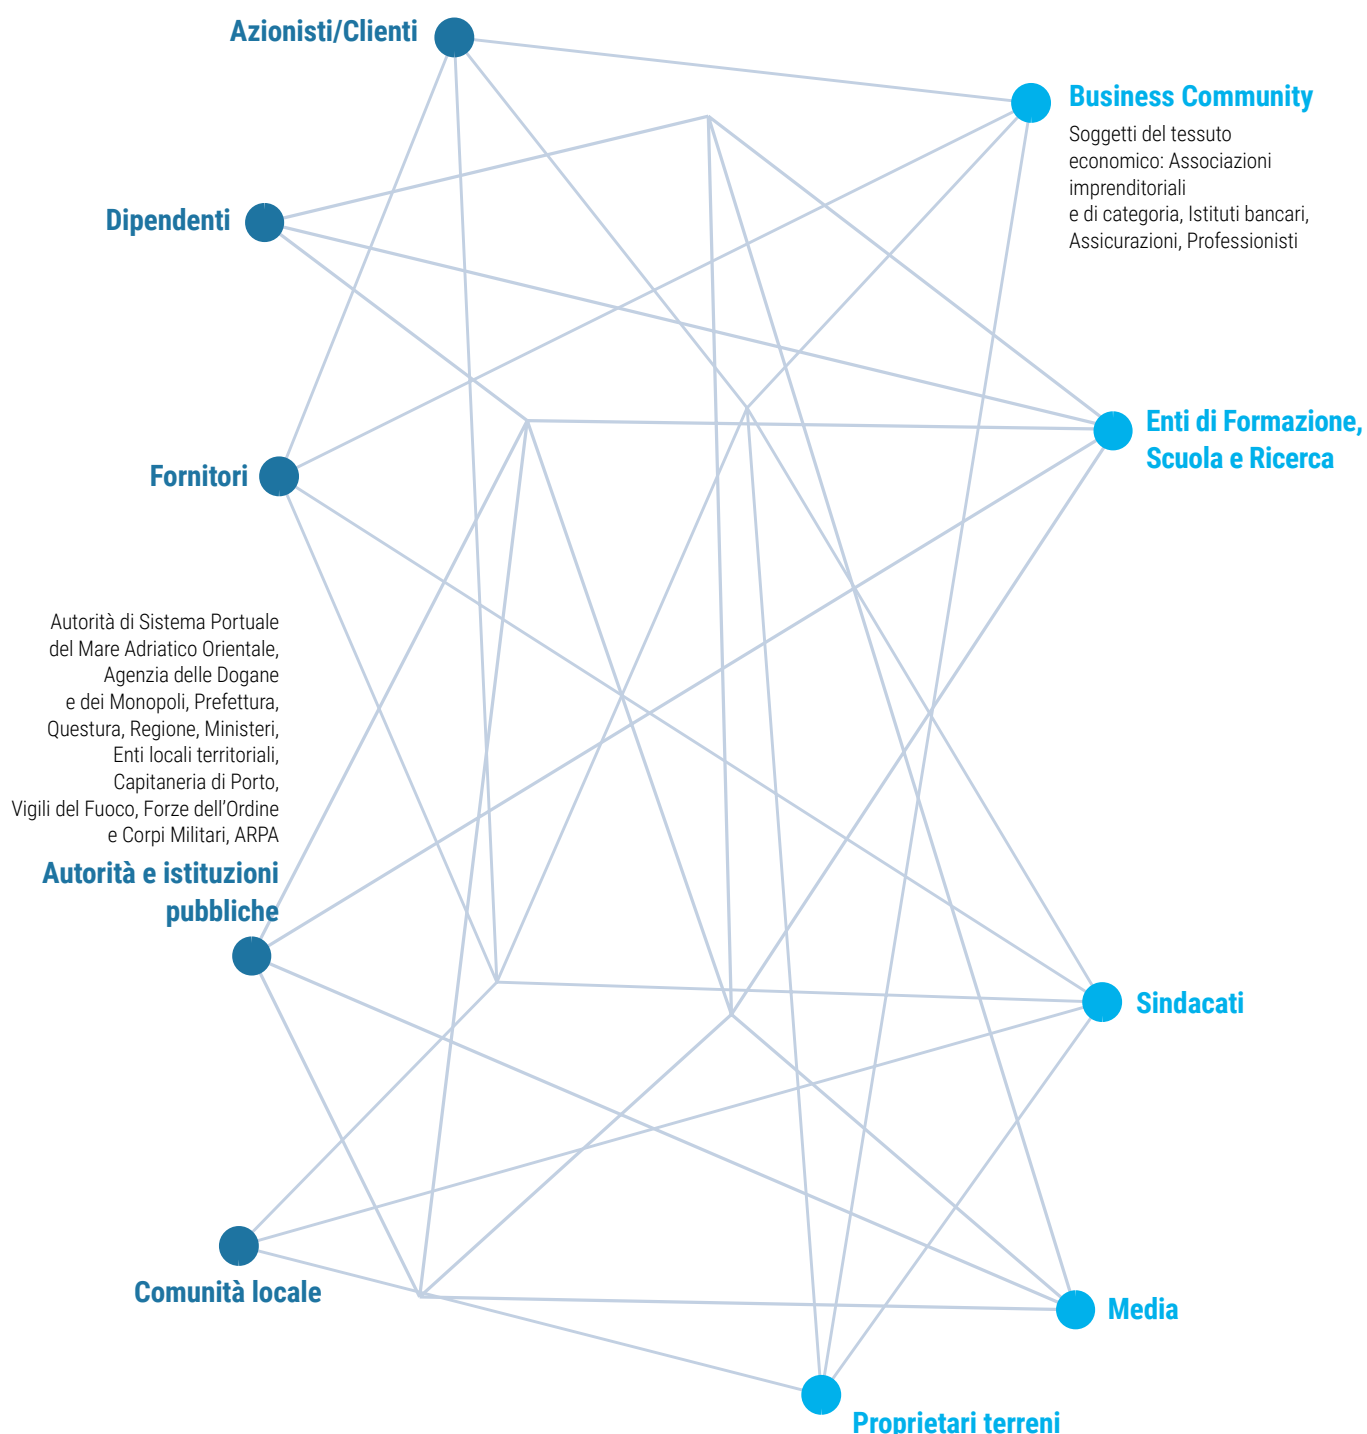 Azionisti/Clienti
Business Community
Soggetti del tessuto
economico: Associazioni
imprenditoriali
e di categoria, Istituti bancari,
Assicurazioni, Professionisti
Dipendenti
Enti di Formazione,
Scuola e Ricerca
Fornitori
Autorità di Sistema Portuale
del Mare Adriatico Orientale,
Agenzia delle Dogane
e dei Monopoli, Prefettura,
Questura, Regione, Ministeri,
Enti locali territoriali,
Capitaneria di Porto,
Vigili del Fuoco, Forze dell'Ordine
e Corpi Militari, ARPA
Autorità e istituzioni
pubbliche
Sindacati
Comunità locale
Media
Proprietari terreni